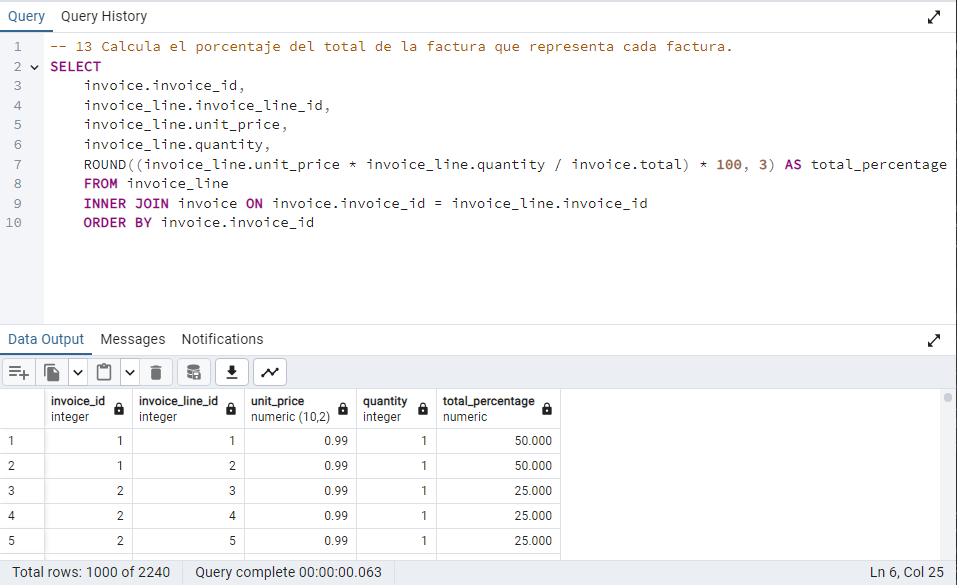 Query Query History
1 -- 13 Calcula el porcentaje del total de la factura que representa cada factura.
2 SELECT
3 invoice.invoice_id,
4 invoice_line.invoice_line_id,
5 invoice_line.unit_price,
6 invoice_line.quantity,
7 ROUND((invoice_line.unit_price * invoice_line.quantity / invoice.total) * 100, 3) AS total_percentage
8 FROM invoice_line
9 INNER JOIN invoice ON invoice.invoice_id = invoice_line.invoice_id
10 ORDER BY invoice.invoice_id
Data Output Messages Notifications
invoice_id invoice_line_id unit_price quantity total_percentage
integer integer numeric (10,2) integer numeric
1 1 1 0.99 1 50.000
2 1 2 0.99 1 50.000
3 2 3 0.99 1 25.000
4 2 4 0.99 1 25.000
5 2 5 0.99 1 25.000
Total rows: 1000 of 2240 Query complete 00:00:00.063 Ln 6, Col 25